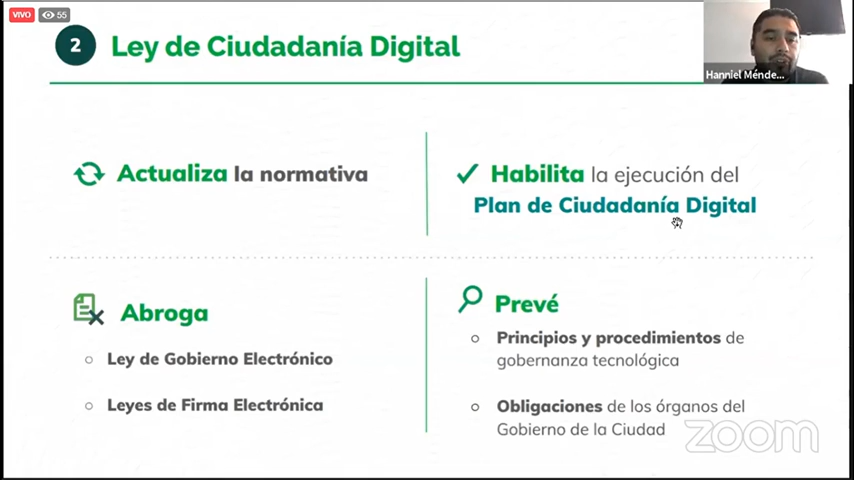 VIVO
55
2
Ley de Ciudadanía Digital
Hanniel Ménde...
Actualiza la normativa
Habilita la ejecución del
Plan de Ciudadanía Digital
Abroga
Ley de Gobierno Electrónico
Leyes de Firma Electrónica
Prevé
Principios y procedimientos de
gobernanza tecnológica
Obligaciones de los órganos del
Gobierno de la Ciudad
zoom